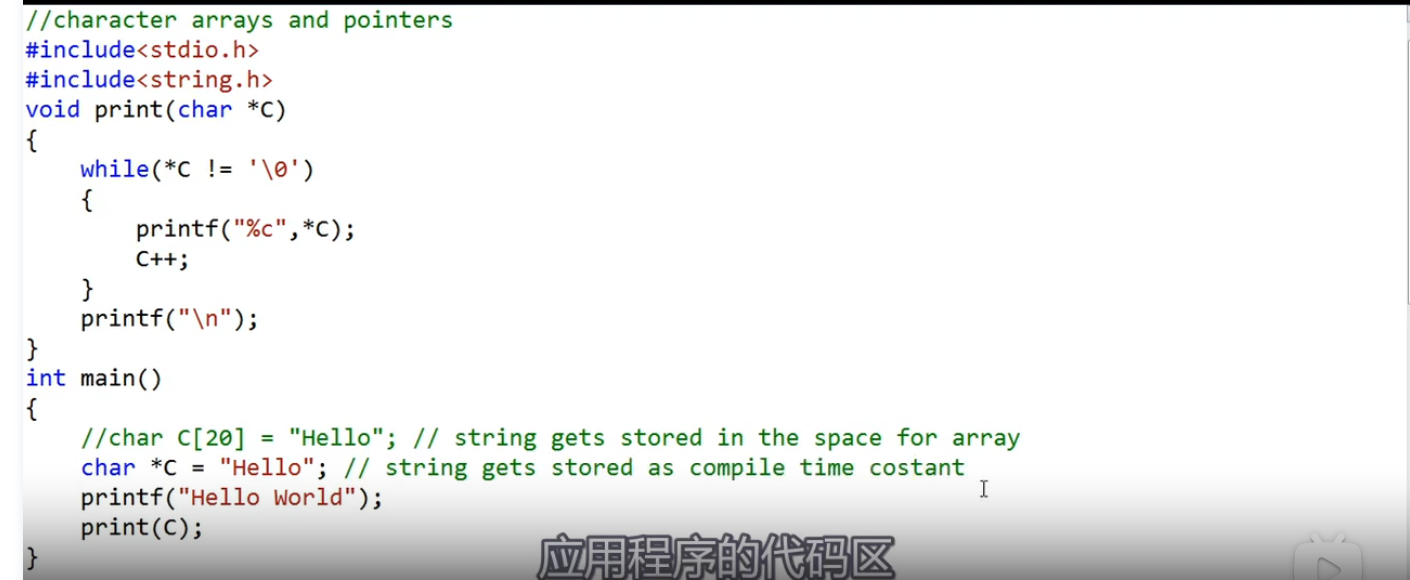 //character arrays and pointers
#include<stdio.h>
#include<string.h>
void print(char *C)
{
    while(*C != '\0')
    {
        printf("%c",*C);
        C++;
    }
    printf("\n");
}
int main()
{
    //char C[20] = "Hello"; // string gets stored in the space for array
    char *C = "Hello"; // string gets stored as compile time costant
    printf("Hello World");
    print(C);
}
应用程序的代码区